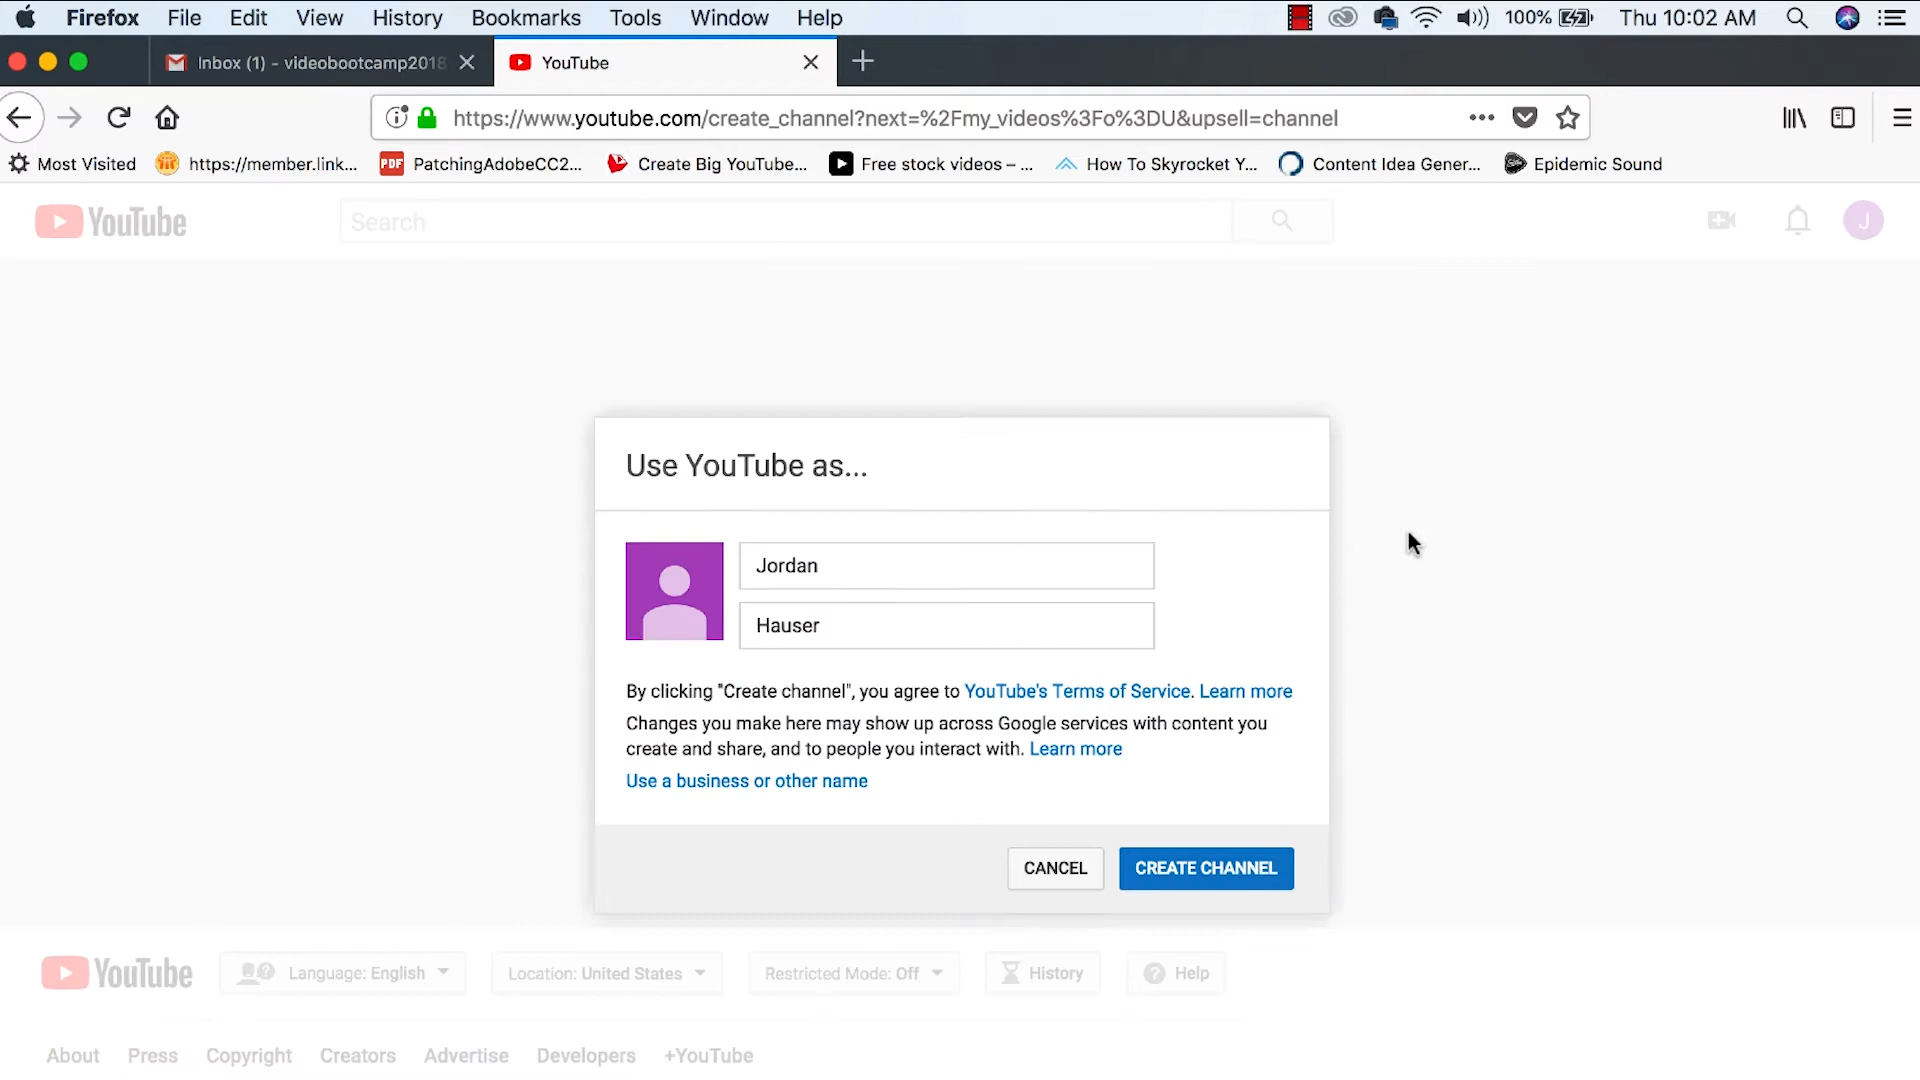 Firefox File Edit View History Bookmarks Tools Window Help 100% Thu 10:02 AM
Inbox (1) - videobootcamp2018 YouTube
https://www.youtube.com/create_channel?next=%2Fmy_videos%3Fo%3DU&upsell=channel
Most Visited https://member.link... PDF PatchingAdobeCC2... Create Big YouTube... Free stock videos – ... How To Skyrocket Y... Content Idea Gener... Epidemic Sound
YouTube Search J
Use YouTube as...
Jordan
Hauser
By clicking "Create channel", you agree to YouTube's Terms of Service. Learn more
Changes you make here may show up across Google services with content you
create and share, and to people you interact with. Learn more
Use a business or other name
CANCEL CREATE CHANNEL
YouTube Language: English Location: United States Restricted Mode: Off History Help
About Press Copyright Creators Advertise Developers +YouTube